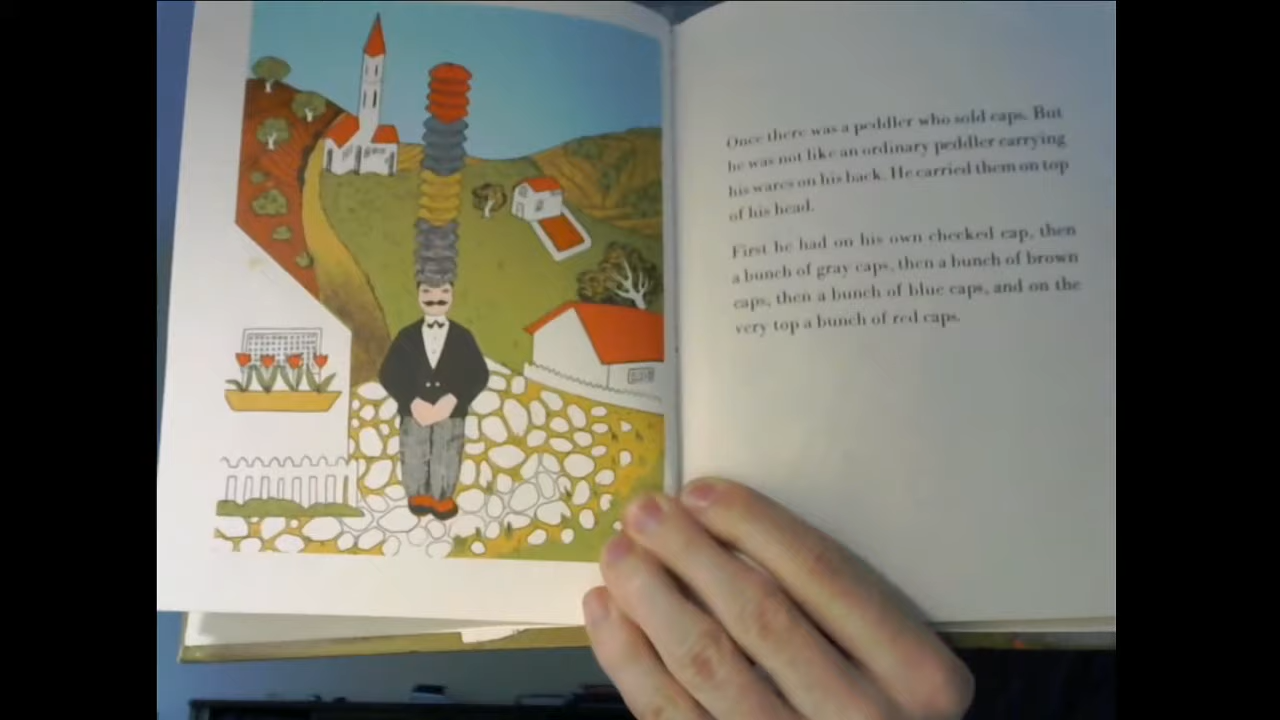 Once there was a peddler who sold caps. But
he was not like an ordinary peddler carrying
his wares on his back. He carried them on top
of his head.
First he had on his own checked cap, then
a bunch of gray caps, then a bunch of brown
caps, then a bunch of blue caps, and on the
very top a bunch of red caps.